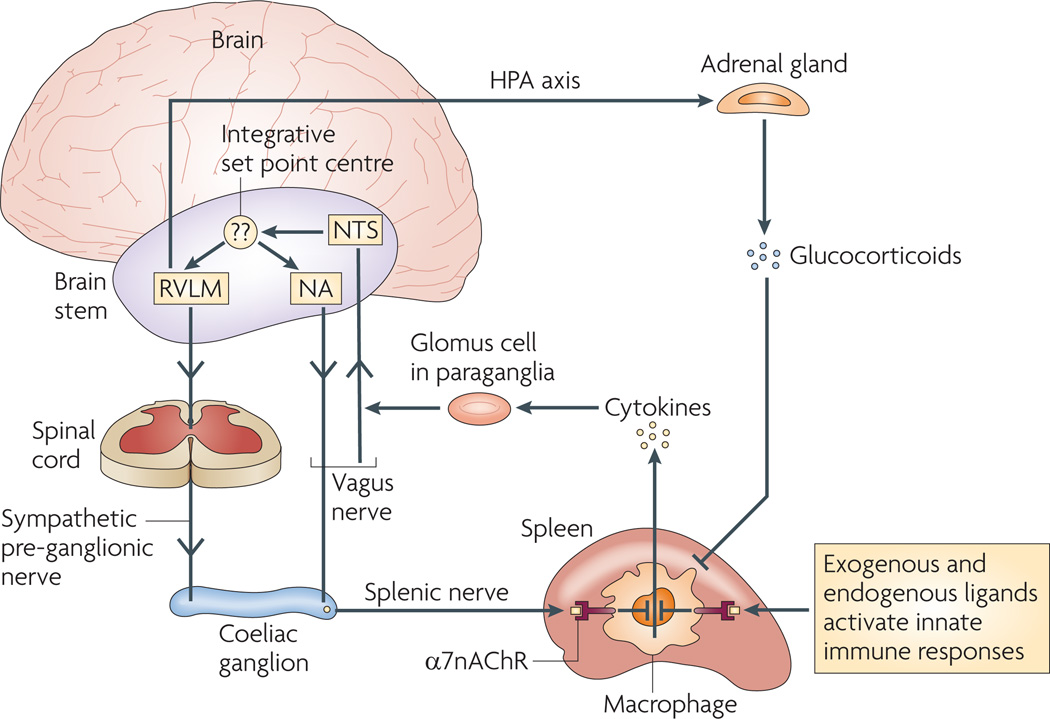 Brain
HPA axis
Adrenal gland
Integrative
set point centre
??
NTS
Glucocorticoids
Brain
stem
RVLM
NA
Glomus cell
in paraganglia
Cytokines
Spinal
cord
Vagus
nerve
Sympathetic
pre-ganglionic
nerve
Spleen
Exogenous and
endogenous ligands
activate innate
immune responses
Splenic nerve
Coeliac
ganglion
α7nAChR
Macrophage